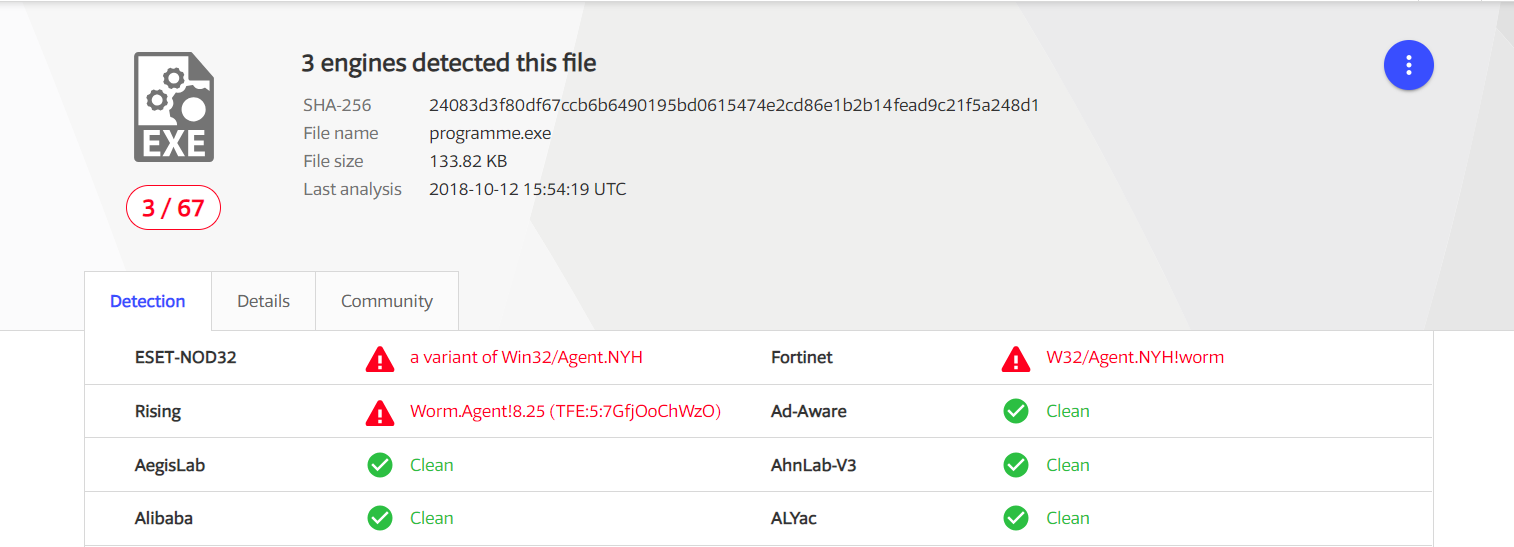 3 engines detected this file
EXE
3 / 67
SHA-256 24083d3f80df67ccb6b6490195bd0615474e2cd86e1b2b14fead9c21f5a248d1
File name programme.exe
File size 133.82 KB
Last analysis 2018-10-12 15:54:19 UTC
Detection Details Community
ESET-NOD32 a variant of Win32/Agent.NYH Fortinet W32/Agent.NYH!worm
Rising Worm.Agent!8.25 (TFE:5:7GfjOoChWzO) Ad-Aware Clean
AegisLab Clean AhnLab-V3 Clean
Alibaba Clean ALYac Clean